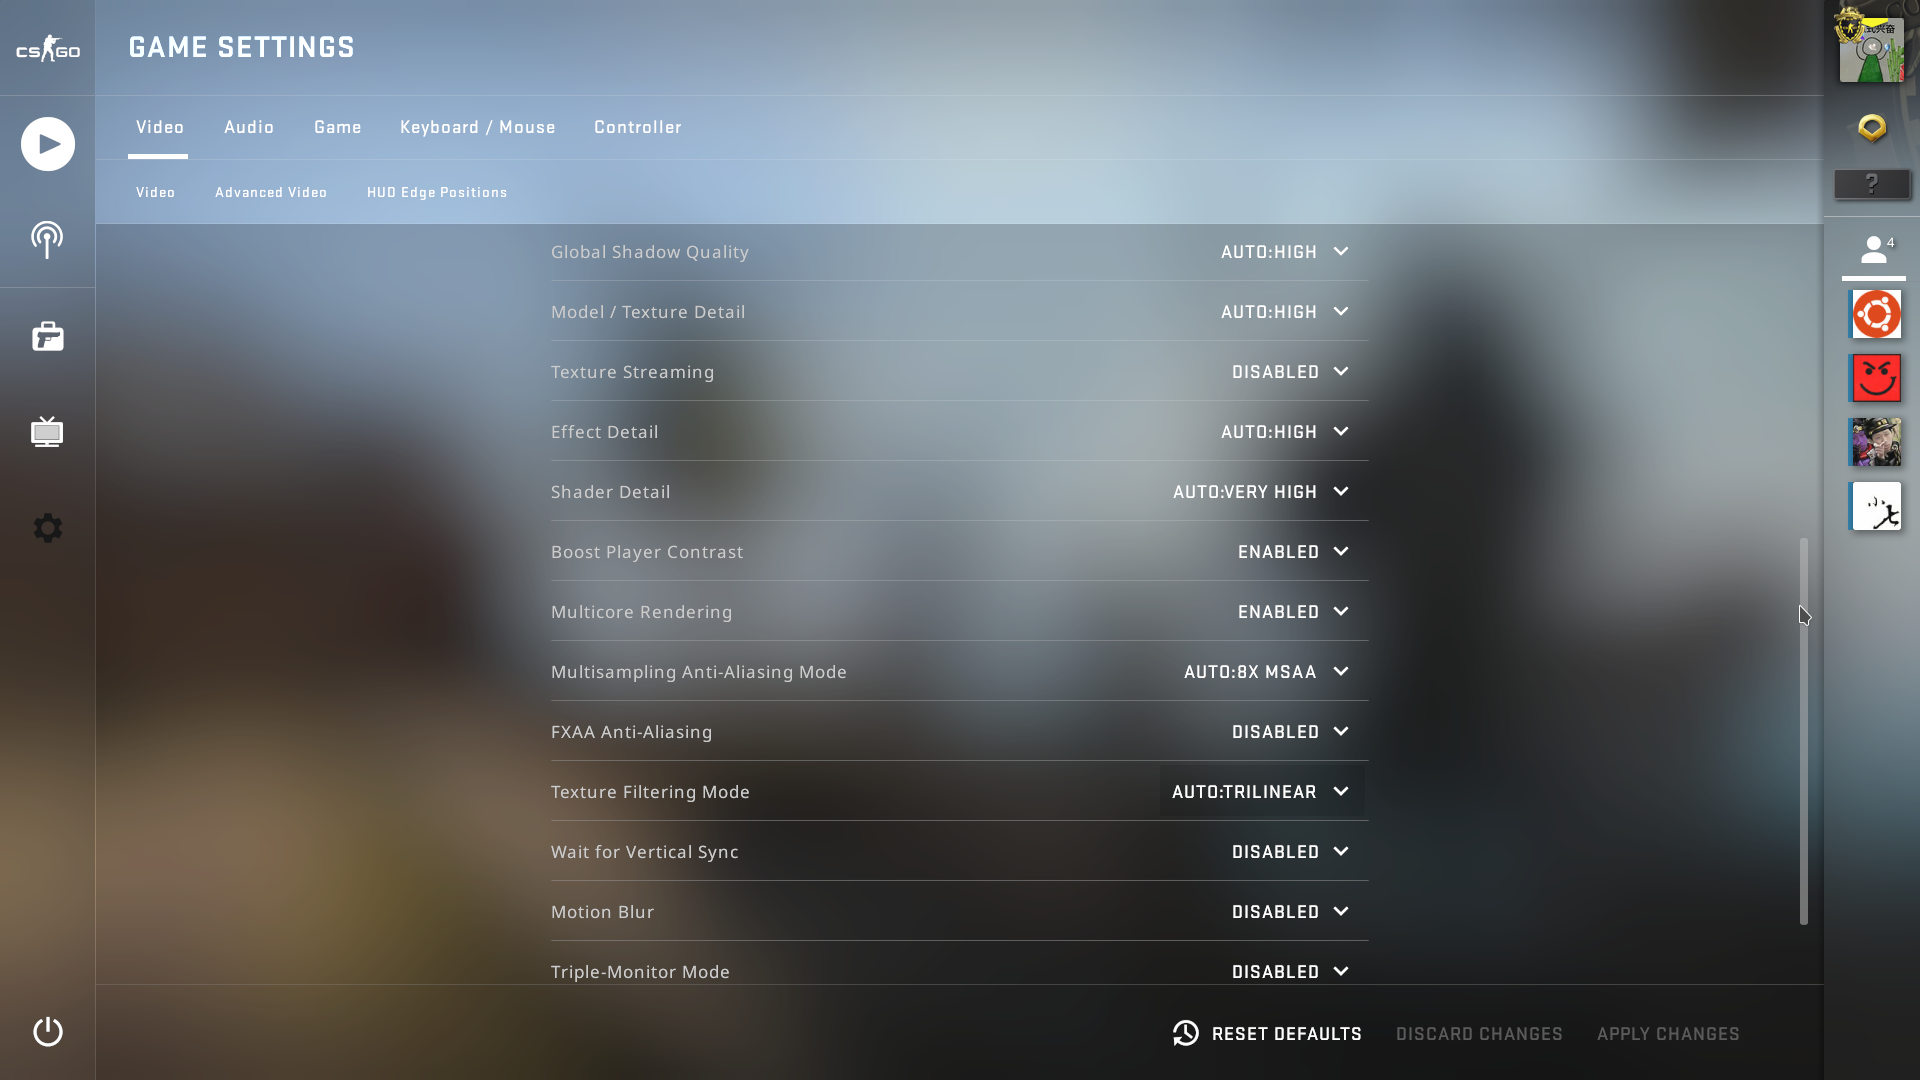 CS GO
GAME SETTINGS
Video Audio Game Keyboard / Mouse Controller
Video Advanced Video HUD Edge Positions
Global Shadow Quality AUTO:HIGH
Model / Texture Detail AUTO:HIGH
Texture Streaming DISABLED
Effect Detail AUTO:HIGH
Shader Detail AUTO:VERY HIGH
Boost Player Contrast ENABLED
Multicore Rendering ENABLED
Multisampling Anti-Aliasing Mode AUTO:8X MSAA
FXAA Anti-Aliasing DISABLED
Texture Filtering Mode AUTO:TRILINEAR
Wait for Vertical Sync DISABLED
Motion Blur DISABLED
Triple-Monitor Mode DISABLED
RESET DEFAULTS DISCARD CHANGES APPLY CHANGES
?
4